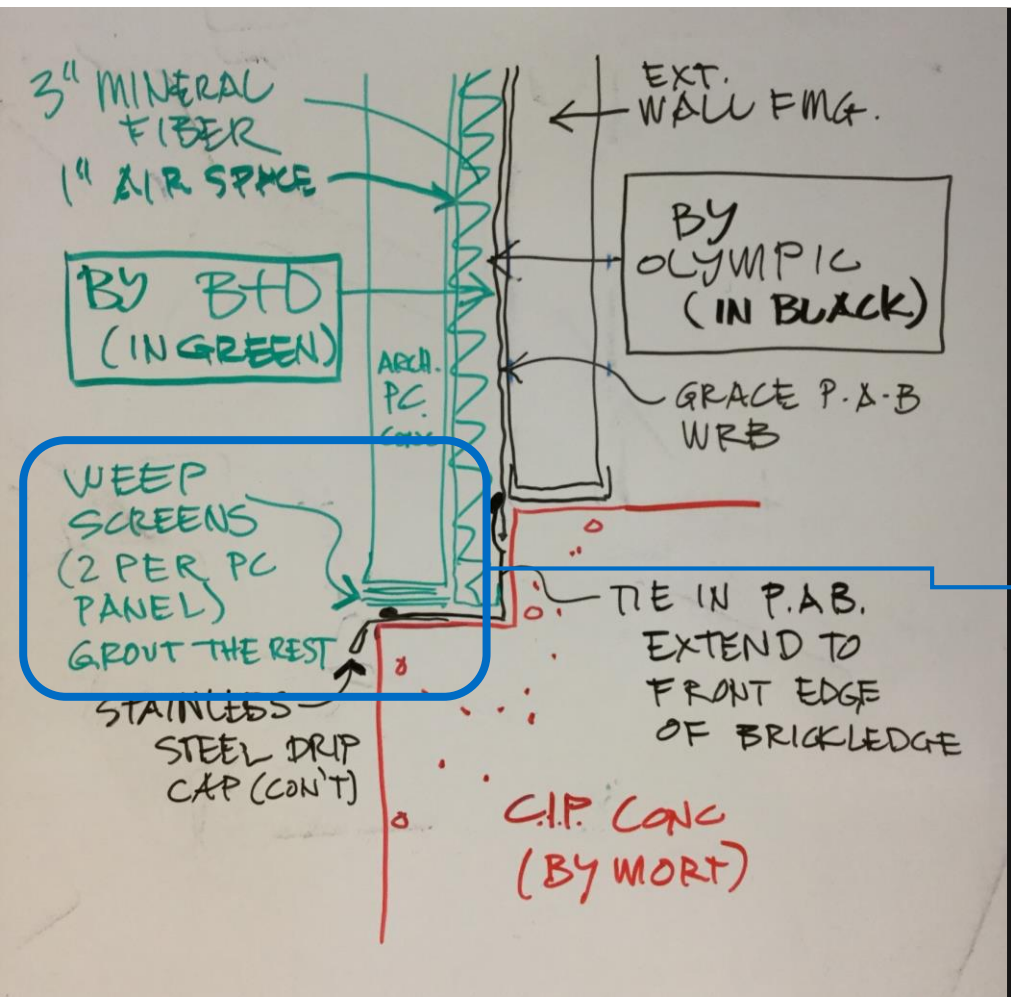 3" MINERAL
FIBER
1" AIR SPACE
BY B+D
(IN GREEN)
ARCH.
PC.
CONC
WEEP
SCREENS
(2 PER PC
PANEL)
GROUT THE REST
STAINLESS
STEEL DRIP
CAP (CON'T)
EXT.
WALL FMG.
BY
OLYMPIC
(IN BLACK)
GRACE P.A.B
WRB
TIE IN P.A.B.
EXTEND TO
FRONT EDGE
OF BRICKLEDGE
C.I.P. CONC
(BY MORT)